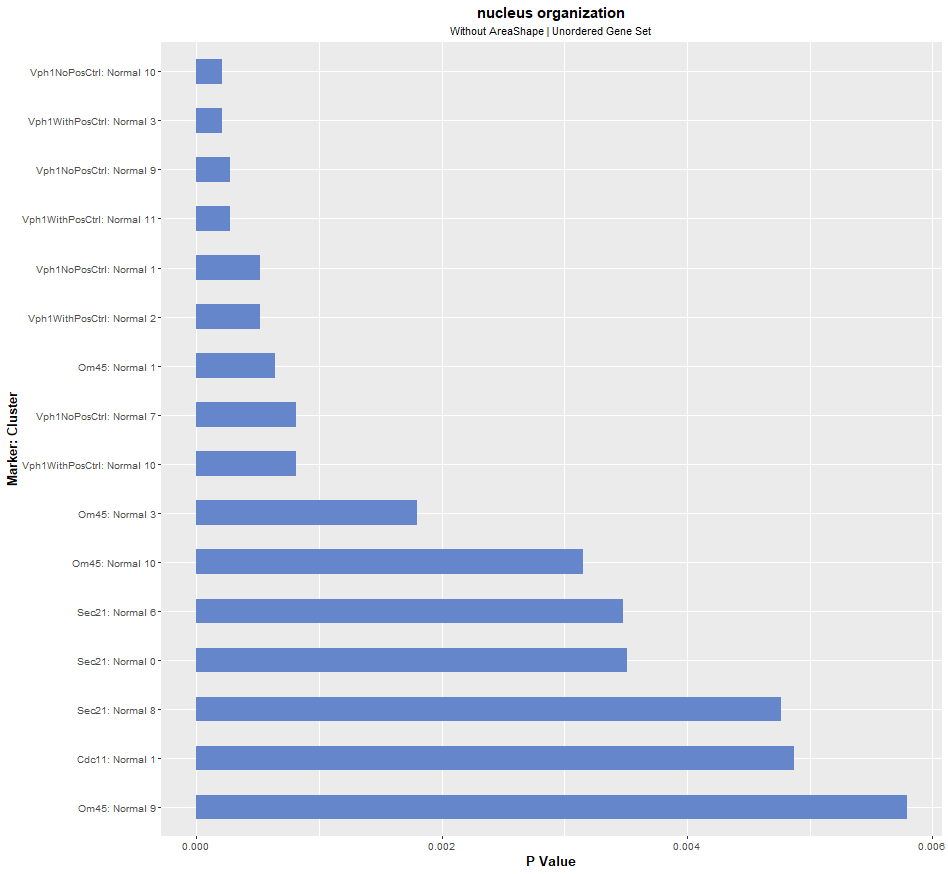 nucleus organization
Without AreaShape | Unordered Gene Set
Marker: Cluster
Vph1NoPosCtrl: Normal 10
Vph1WithPosCtrl: Normal 3
Vph1NoPosCtrl: Normal 9
Vph1WithPosCtrl: Normal 11
Vph1NoPosCtrl: Normal 1
Vph1WithPosCtrl: Normal 2
Om45: Normal 1
Vph1NoPosCtrl: Normal 7
Vph1WithPosCtrl: Normal 10
Om45: Normal 3
Om45: Normal 10
Sec21: Normal 6
Sec21: Normal 0
Sec21: Normal 8
Cdc11: Normal 1
Om45: Normal 9
0.000 0.002 0.004 0.006
P Value